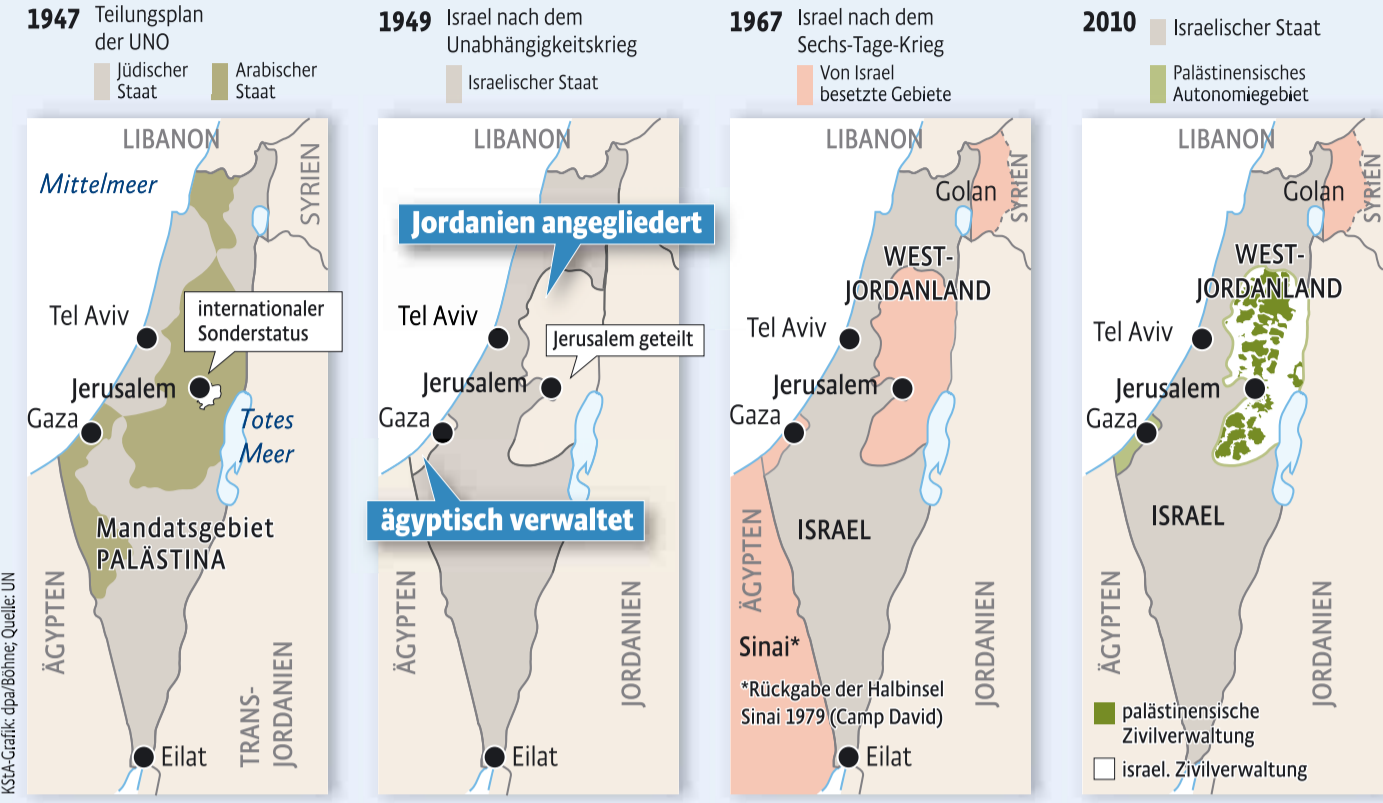 1947 Teilungsplan
der UNO
Jüdischer
Staat
Arabischer
Staat
LIBANON
Mittelmeer
SYRIEN
Tel Aviv
internationaler
Sonderstatus
Jerusalem
Gaza
Totes
Meer
Mandatsgebiet
PALÄSTINA
ÄGYPTEN
TRANS-
JORDANIEN
Eilat
KStA-Grafik: dpa/Böhne; Quelle: UN
1949 Israel nach dem
Unabhängigkeitskrieg
Israelischer Staat
LIBANON
Jordanien angegliedert
Tel Aviv
Jerusalem geteilt
Jerusalem
Gaza
ägyptisch verwaltet
ÄGYPTEN
JORDANIEN
Eilat
1967 Israel nach dem
Sechs-Tage-Krieg
Von Israel
besetzte Gebiete
LIBANON
Golan
SYRIEN
WEST-
JORDANLAND
Tel Aviv
Jerusalem
Gaza
ISRAEL
ÄGYPTEN
JORDANIEN
Sinai*
*Rückgabe der Halbinsel
Sinai 1979 (Camp David)
Eilat
2010 Israelischer Staat
Palästinensisches
Autonomiegebiet
LIBANON
Golan
SYRIEN
WEST-
JORDANLAND
Tel Aviv
Jerusalem
Gaza
ISRAEL
ÄGYPTEN
JORDANIEN
palästinensische
Zivilverwaltung
israel. Zivilverwaltung